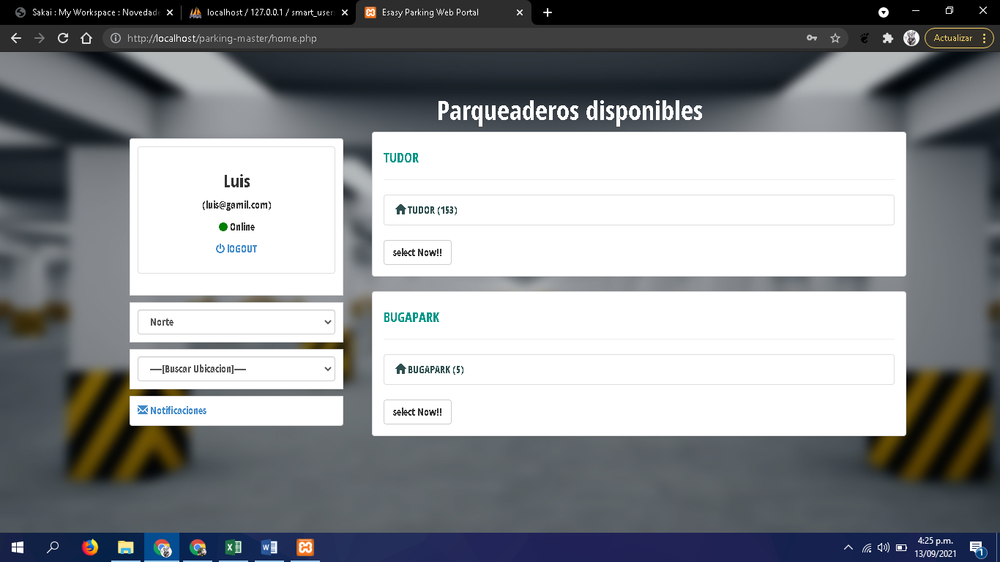 Sakai : My Workspace : Novedade
localhost / 127.0.0.1 / smart_user
Esasy Parking Web Portal
http://localhost/parking-master/home.php
Actualizar
Parqueaderos disponibles
Luis
(luis@gamil.com)
Online
lOGOUT
Norte
----[Buscar Ubicacion]----
Notificaciones
TUDOR
TUDOR (153)
select Now!!
BUGAPARK
BUGAPARK (5)
select Now!!
4:25 p.m.
13/09/2021
1